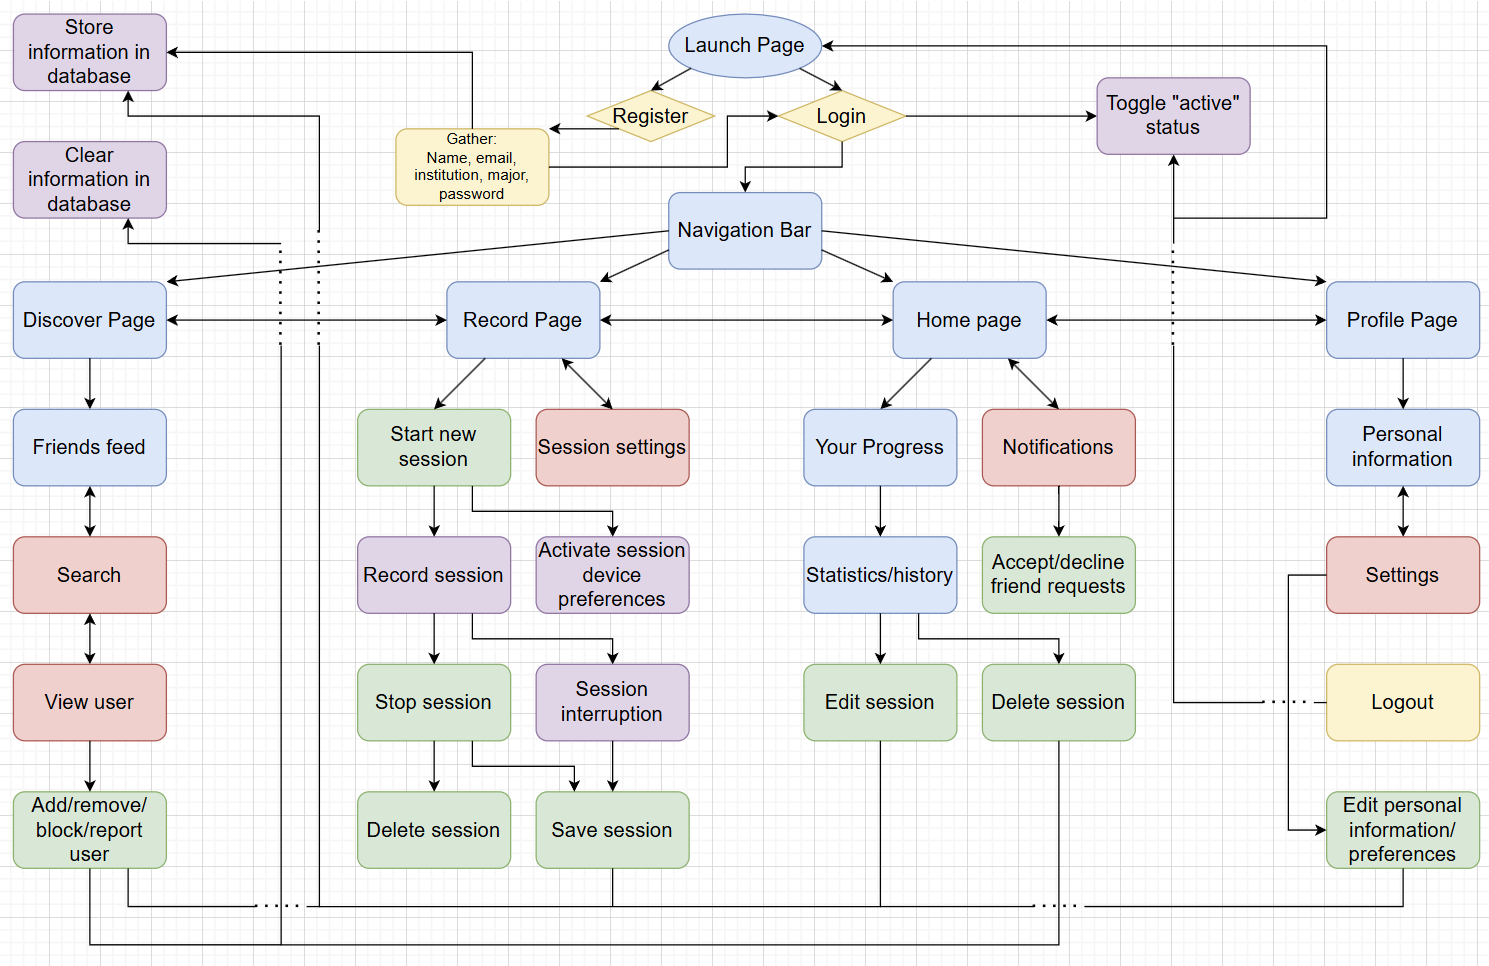 Store
information in
database
Launch Page
Toggle "active"
status
Register
Login
Gather:
Name, email,
institution, major,
password
Clear
information in
database
Navigation Bar
Discover Page
Record Page
Home page
Profile Page
Friends feed
Start new
session
Session settings
Your Progress
Notifications
Personal
information
Search
Record session
Activate session
device
preferences
Statistics/history
Accept/decline
friend requests
Settings
View user
Stop session
Session
interruption
Edit session
Delete session
Logout
Add/remove/
block/report
user
Delete session
Save session
Edit personal
information/
preferences